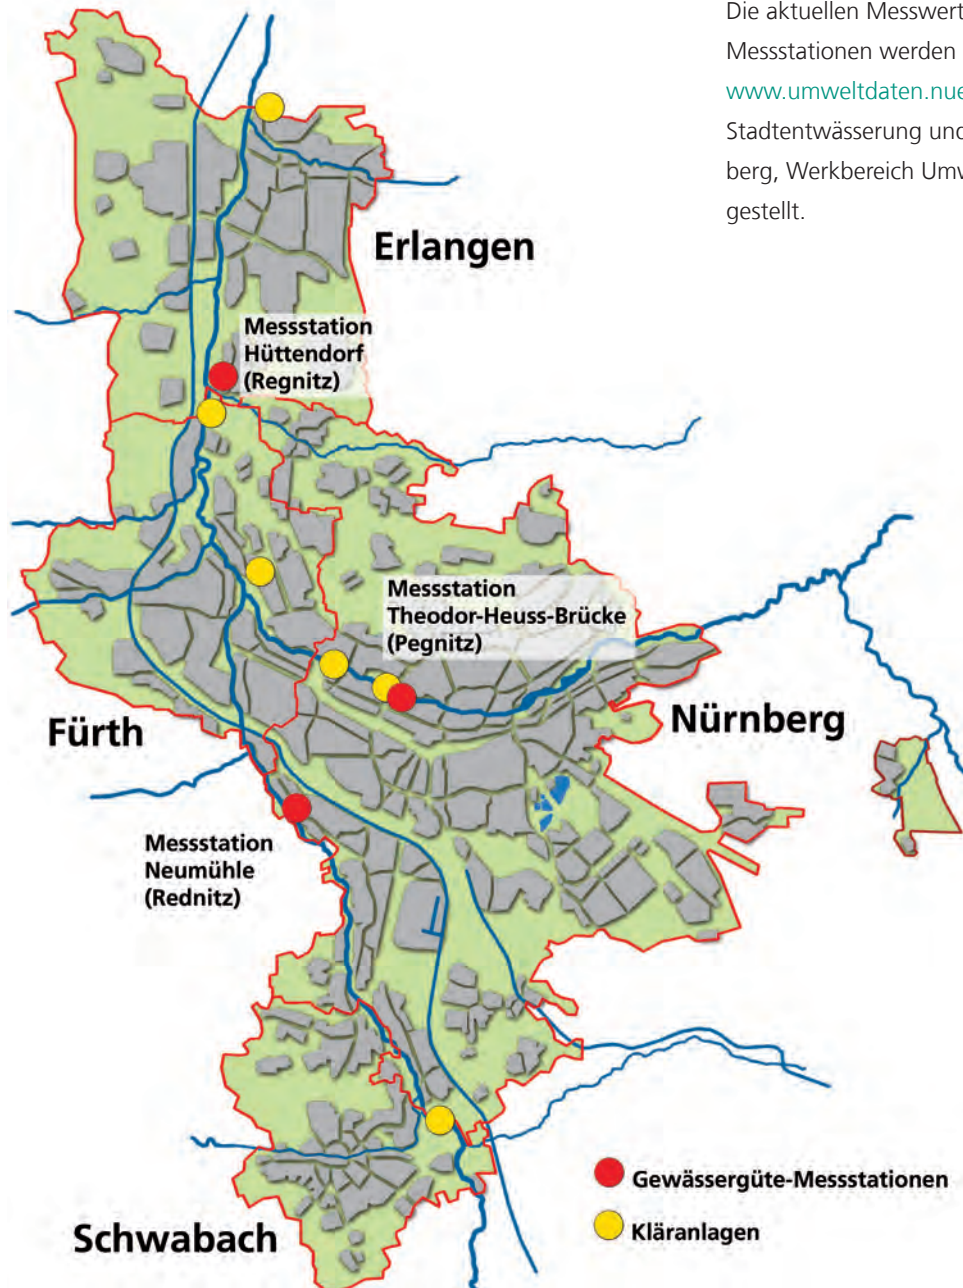 Die aktuellen Messwert
Messstationen werden
www.umweltdaten.nue
Stadtentwässerung und
berg, Werkbereich Umw
gestellt.
Erlangen
Messstation
Hüttendorf
(Regnitz)
Messstation
Theodor-Heuss-Brücke
(Pegnitz)
Fürth
Nürnberg
Messstation
Neumühle
(Rednitz)
Gewässergüte-Messstationen
Kläranlagen
Schwabach